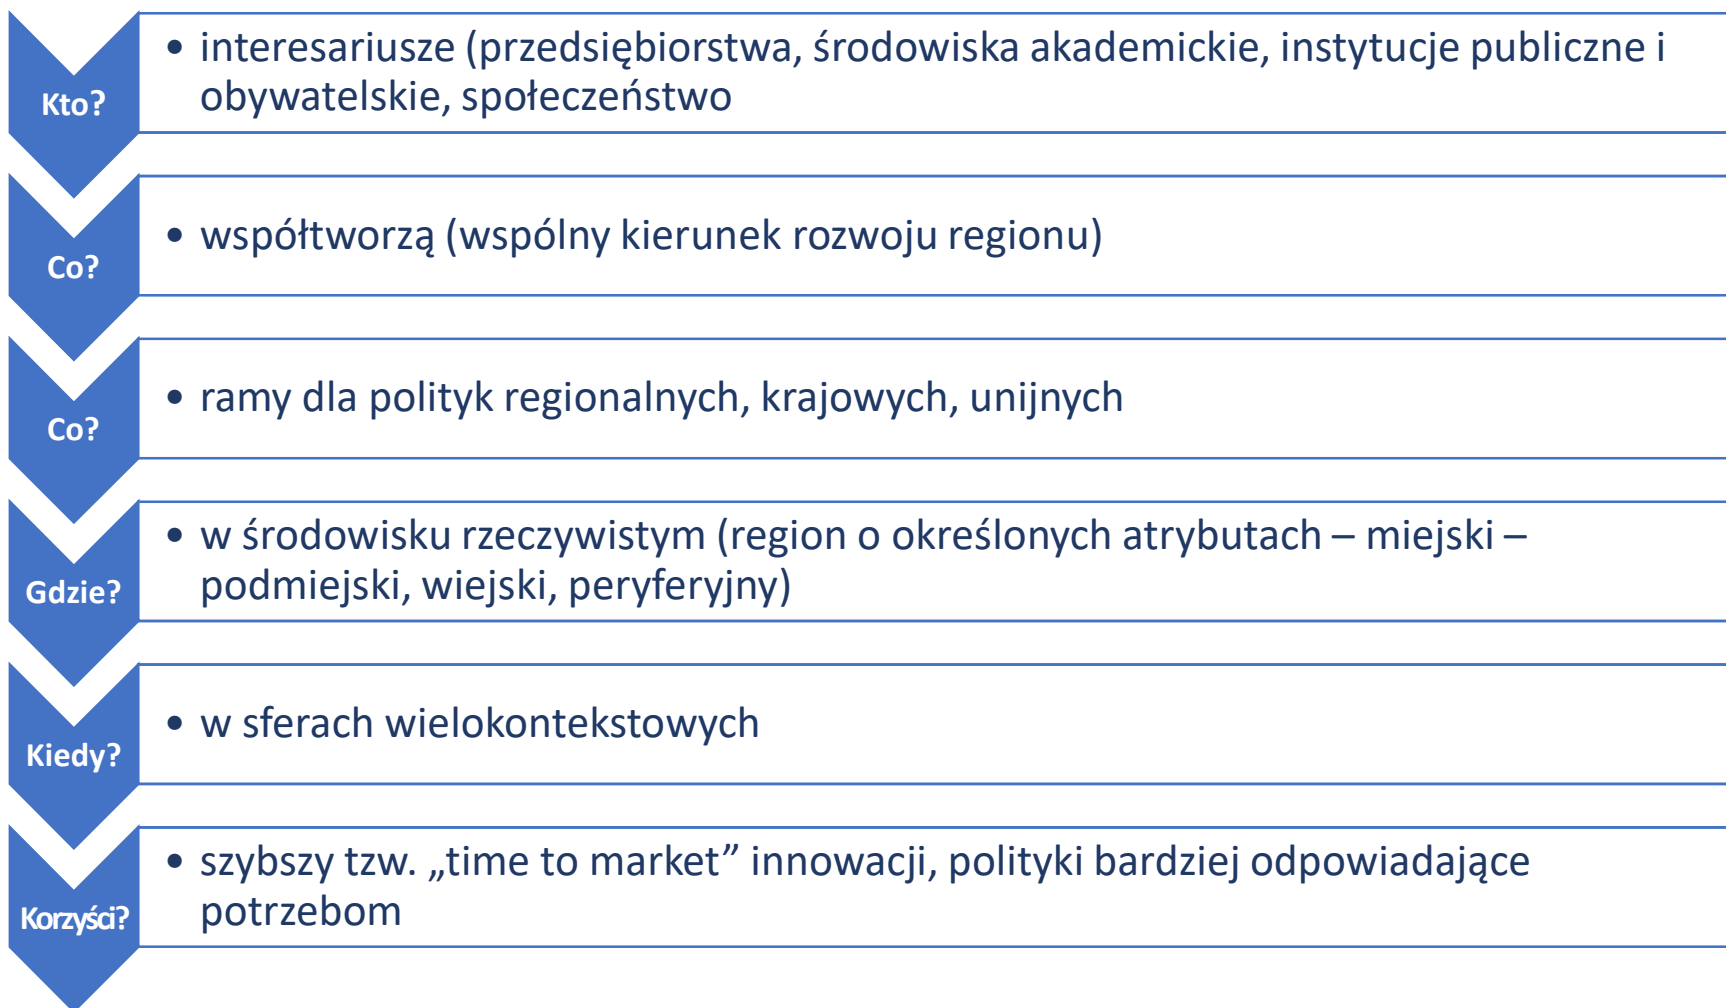 Kto?
• interesariusze (przedsiębiorstwa, środowiska akademickie, instytucje publiczne i
obywatelskie, społeczeństwo
Co?
• współtworzą (wspólny kierunek rozwoju regionu)
Co?
• ramy dla polityk regionalnych, krajowych, unijnych
Gdzie?
• w środowisku rzeczywistym (region o określonych atrybutach – miejski –
podmiejski, wiejski, peryferyjny)
Kiedy?
• w sferach wielokontekstowych
Korzyści?
• szybszy tzw. „time to market” innowacji, polityki bardziej odpowiadające
potrzebom